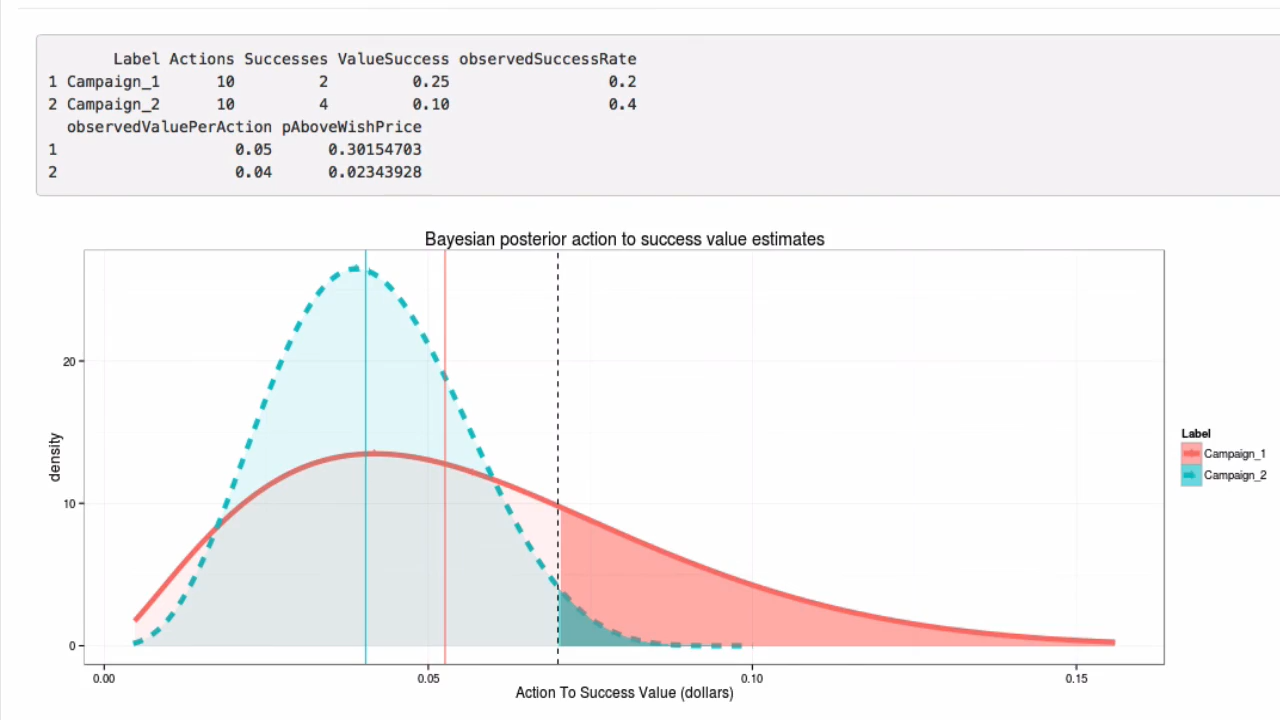 Label Actions Successes ValueSuccess observedSuccessRate
1 Campaign_1 10 2 0.25 0.2
2 Campaign_2 10 4 0.10 0.4
observedValuePerAction pAboveWishPrice
1 0.05 0.30154703
2 0.04 0.02343928
Bayesian posterior action to success value estimates
20
density
10
0
0.00 0.05 0.10 0.15
Action To Success Value (dollars)
Label
Campaign_1
Campaign_2